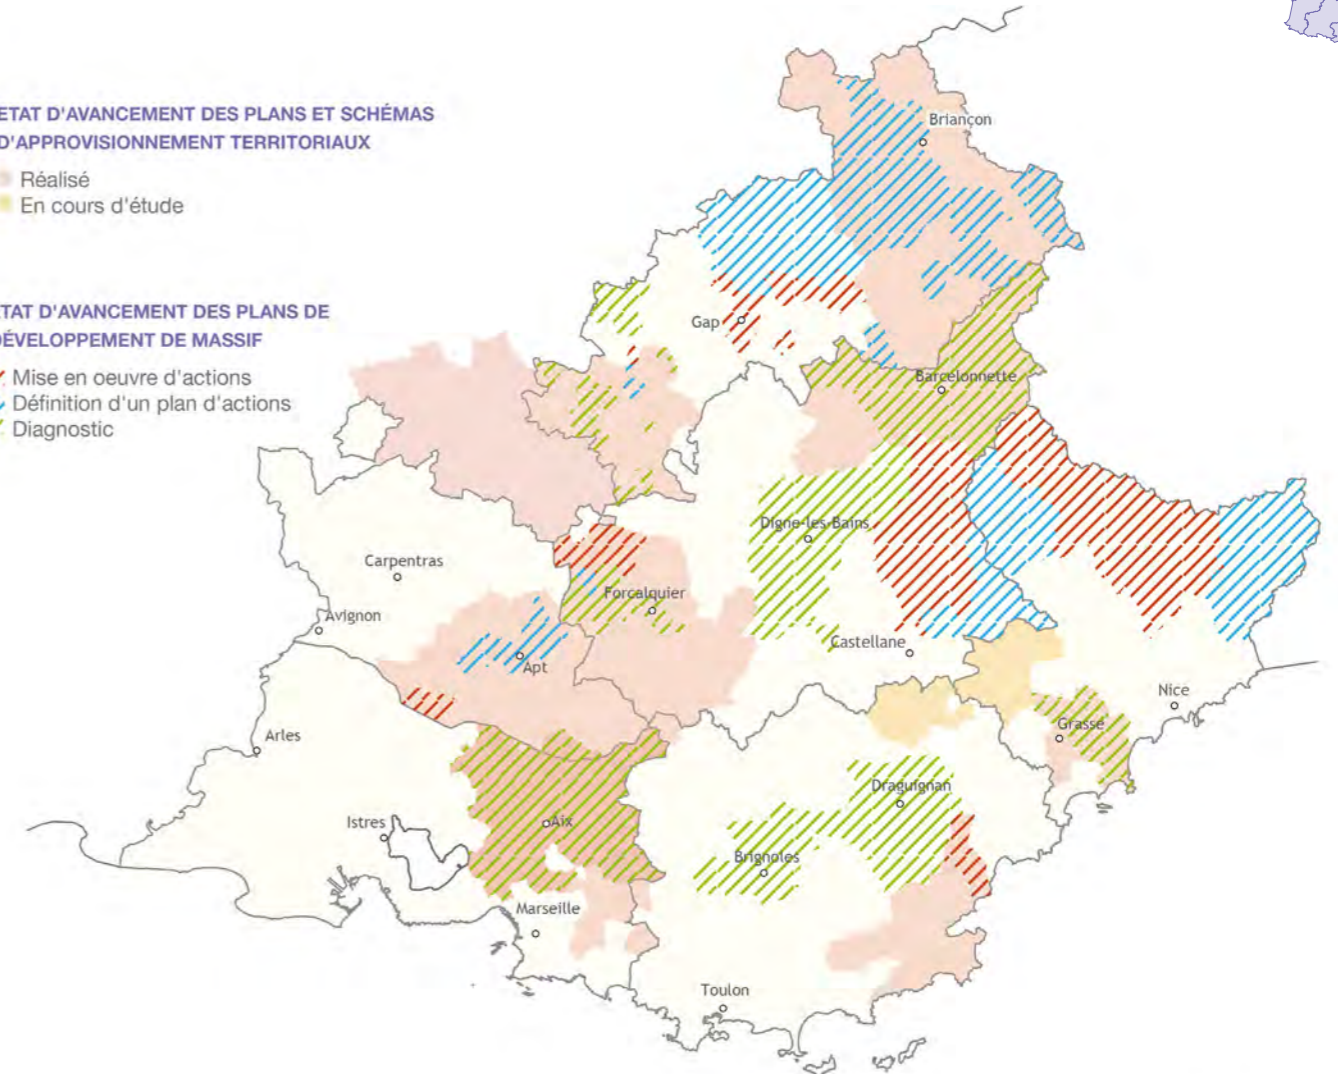 ETAT D'AVANCEMENT DES PLANS ET SCHÉMAS
D'APPROVISIONNEMENT TERRITORIAUX
Réalisé
En cours d'étude
ETAT D'AVANCEMENT DES PLANS DE
DÉVELOPPEMENT DE MASSIF
Mise en oeuvre d'actions
Définition d'un plan d'actions
Diagnostic
Briançon
Gap
Barcelonnette
Digne-les-Bains
Carpentras
Forcalquier
Avignon
Castellane
Apt
Nice
Grasse
Arles
Draguignan
Istres
Aix
Brignoles
Marseille
Toulon